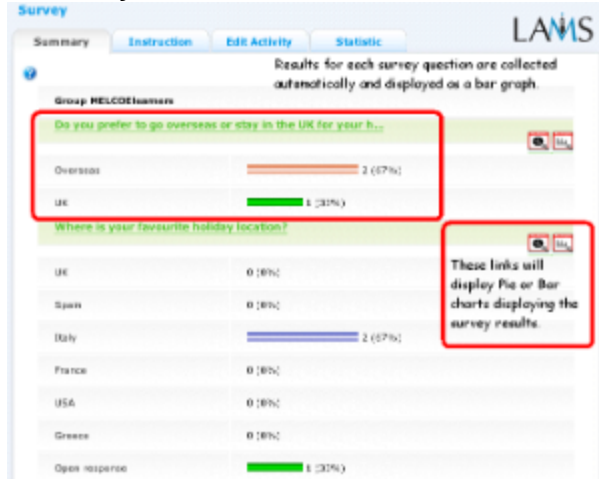 Survey
LAMS
Summary Instruction Edit Activity Statistic
Results for each survey question are collected
automatically and displayed as a bar graph.
Group HELCOElearners
Do you prefer to go overseas or stay in the UK for your h...
Overseas 2 (67%)
UK 1 (33%)
Where is your favourite holiday location?
These links will
display Pie or Bar
charts displaying the
survey results.
UK 0 (0%)
Spain 0 (0%)
Italy 2 (67%)
France 0 (0%)
USA 0 (0%)
Greece 0 (0%)
Open response 1 (33%)